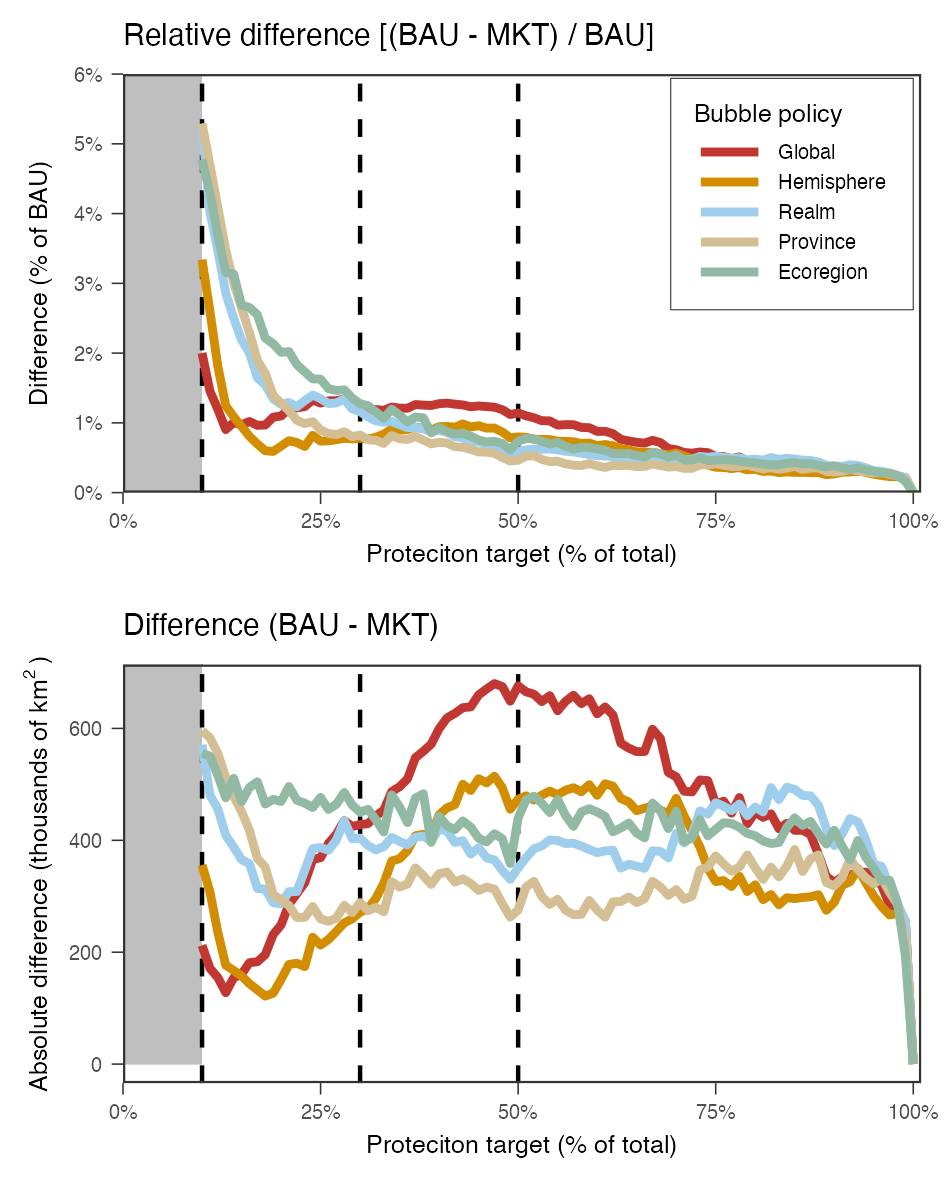 Relative difference [(BAU - MKT) / BAU]
6%
5%
4%
3%
2%
1%
0%
Difference (% of BAU)
Bubble policy
Global
Hemisphere
Realm
Province
Ecoregion
0% 25% 50% 75% 100%
Proteciton target (% of total)
Difference (BAU - MKT)
600
400
200
0
Absolute difference (thousands of km²)
0% 25% 50% 75% 100%
Proteciton target (% of total)